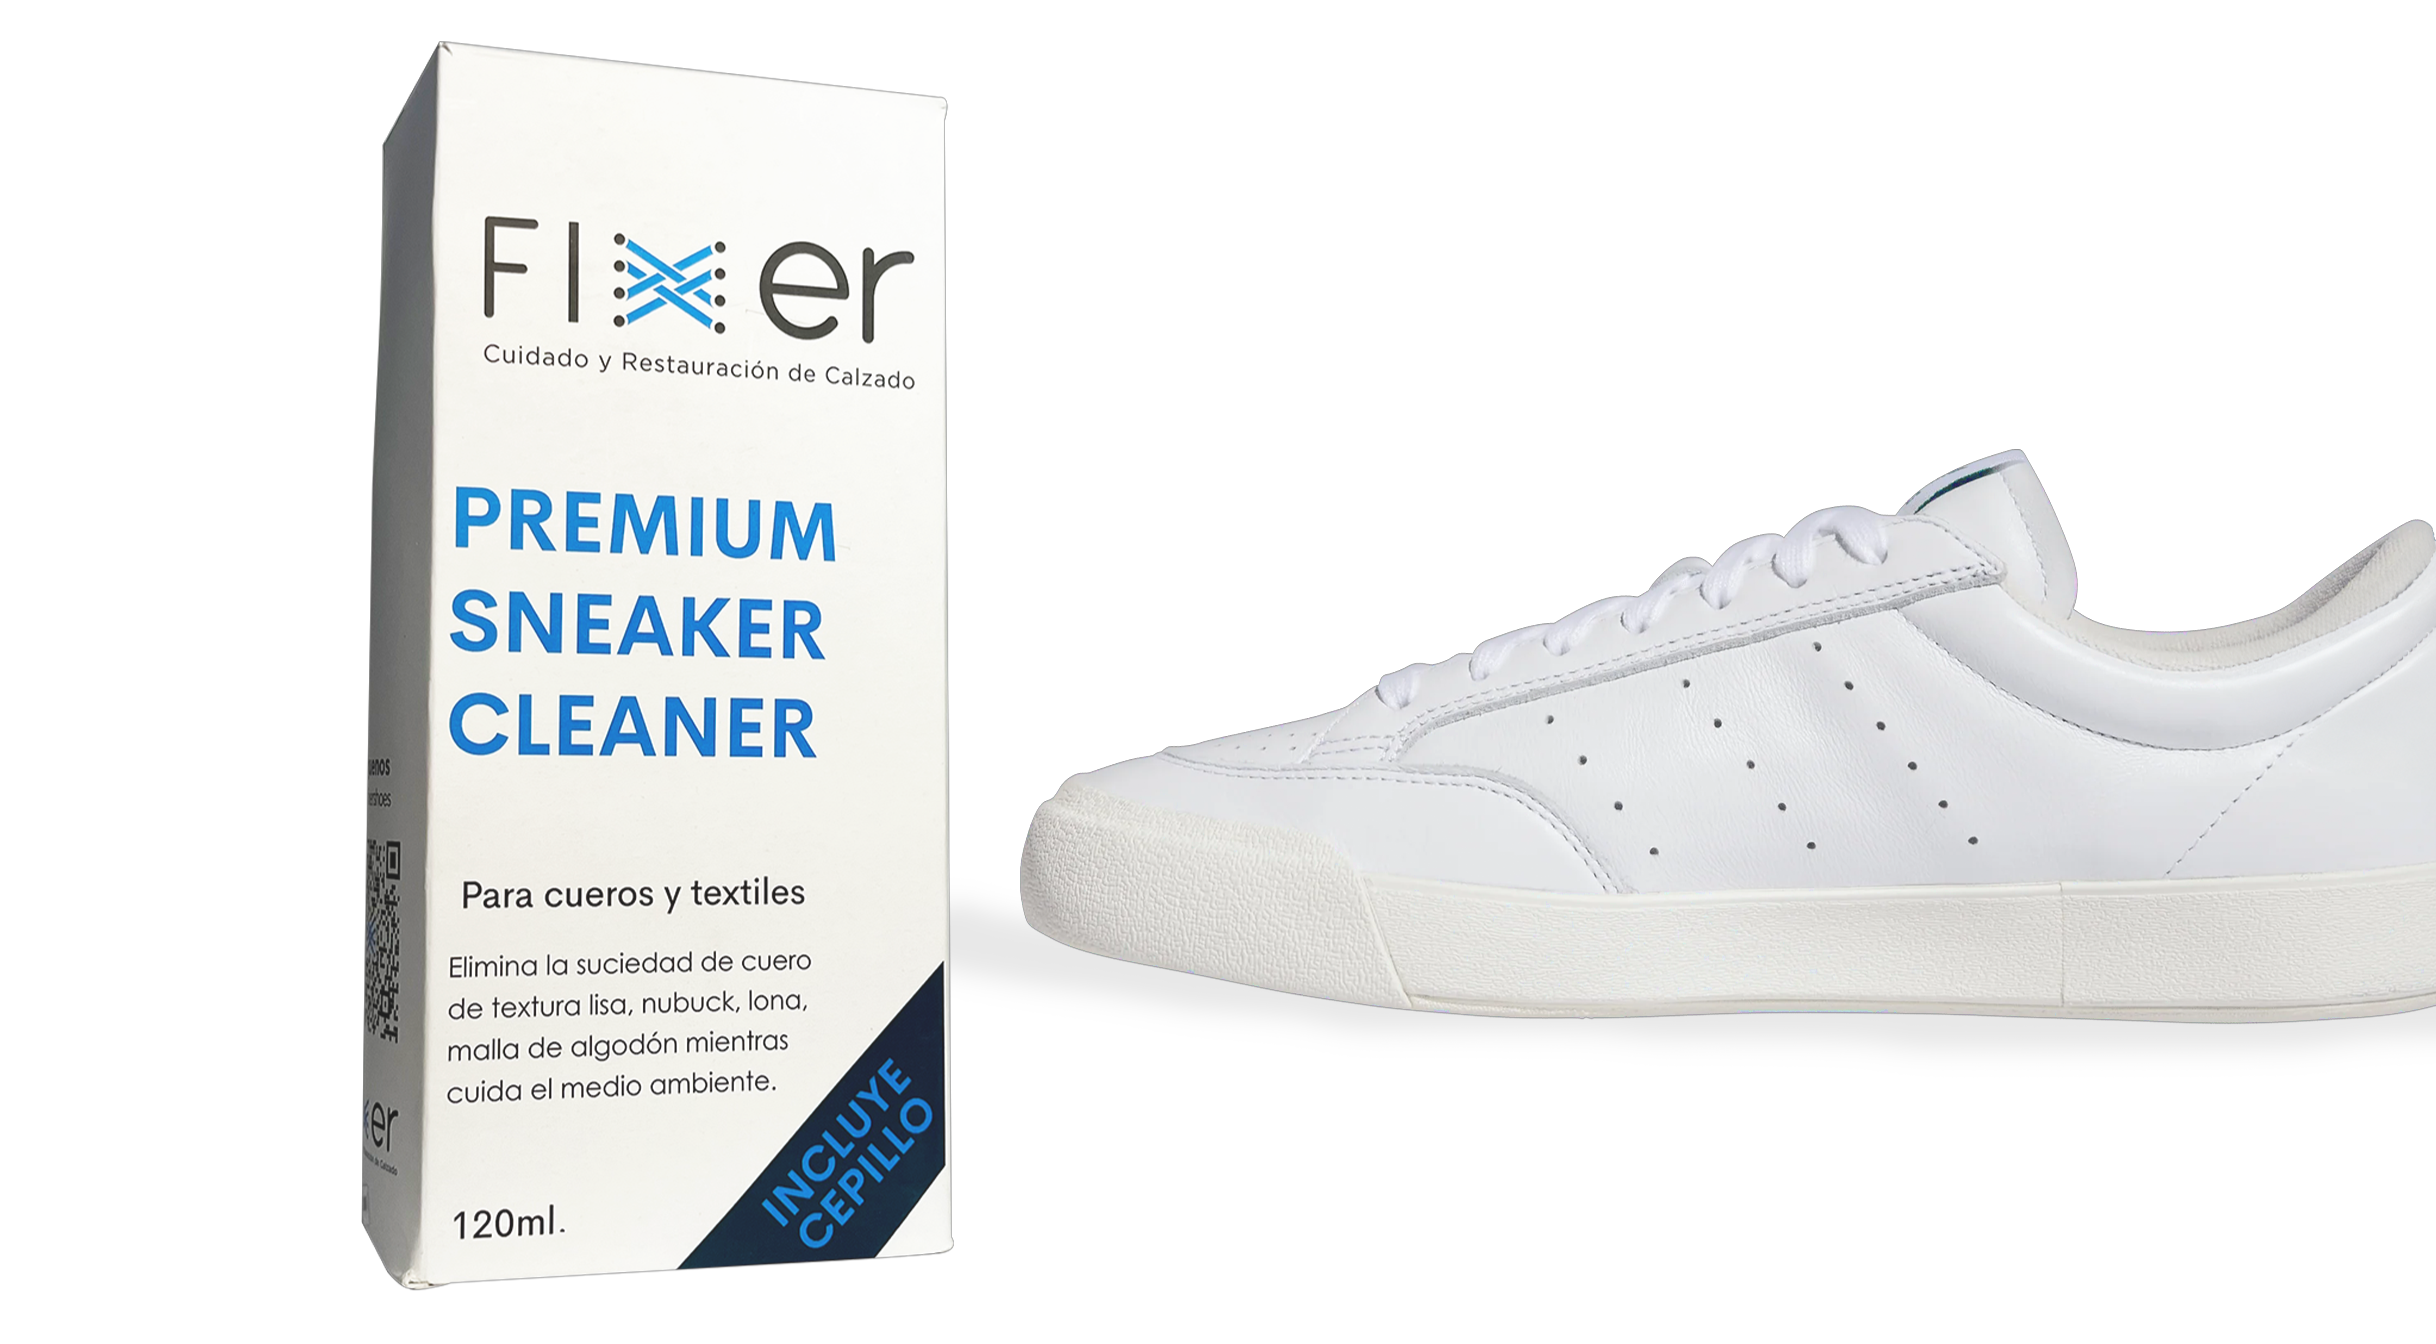 FIxer
Cuidado y Restauración de Calzado
PREMIUM
SNEAKER
CLEANER
Para cueros y textiles
Elimina la suciedad de cuero
de textura lisa, nubuck, lona,
malla de algodón mientras
cuida el medio ambiente.
120ml.
INCLUYE
CEPILLO